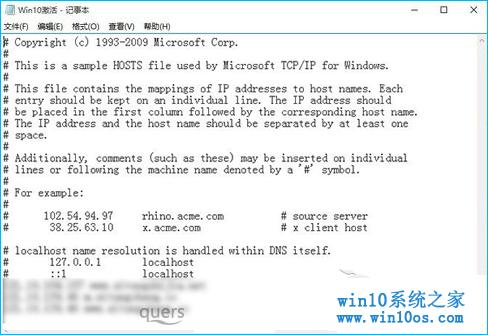 Win10激活 - 记事本
文件(F) 编辑(E) 格式(O) 查看(V) 帮助(H)
# Copyright (c) 1993-2009 Microsoft Corp.
#
# This is a sample HOSTS file used by Microsoft TCP/IP for Windows.
#
# This file contains the mappings of IP addresses to host names. Each
# entry should be kept on an individual line. The IP address should
# be placed in the first column followed by the corresponding host name.
# The IP address and the host name should be separated by at least one
# space.
#
# Additionally, comments (such as these) may be inserted on individual
# lines or following the machine name denoted by a '#' symbol.
#
# For example:
#
# 102.54.94.97 rhino.acme.com # source server
# 38.25.63.10 x.acme.com # x client host

# localhost name resolution is handled within DNS itself.
# 127.0.0.1 localhost
# ::1 localhost
quers
win10系统之家
www.win10os.com